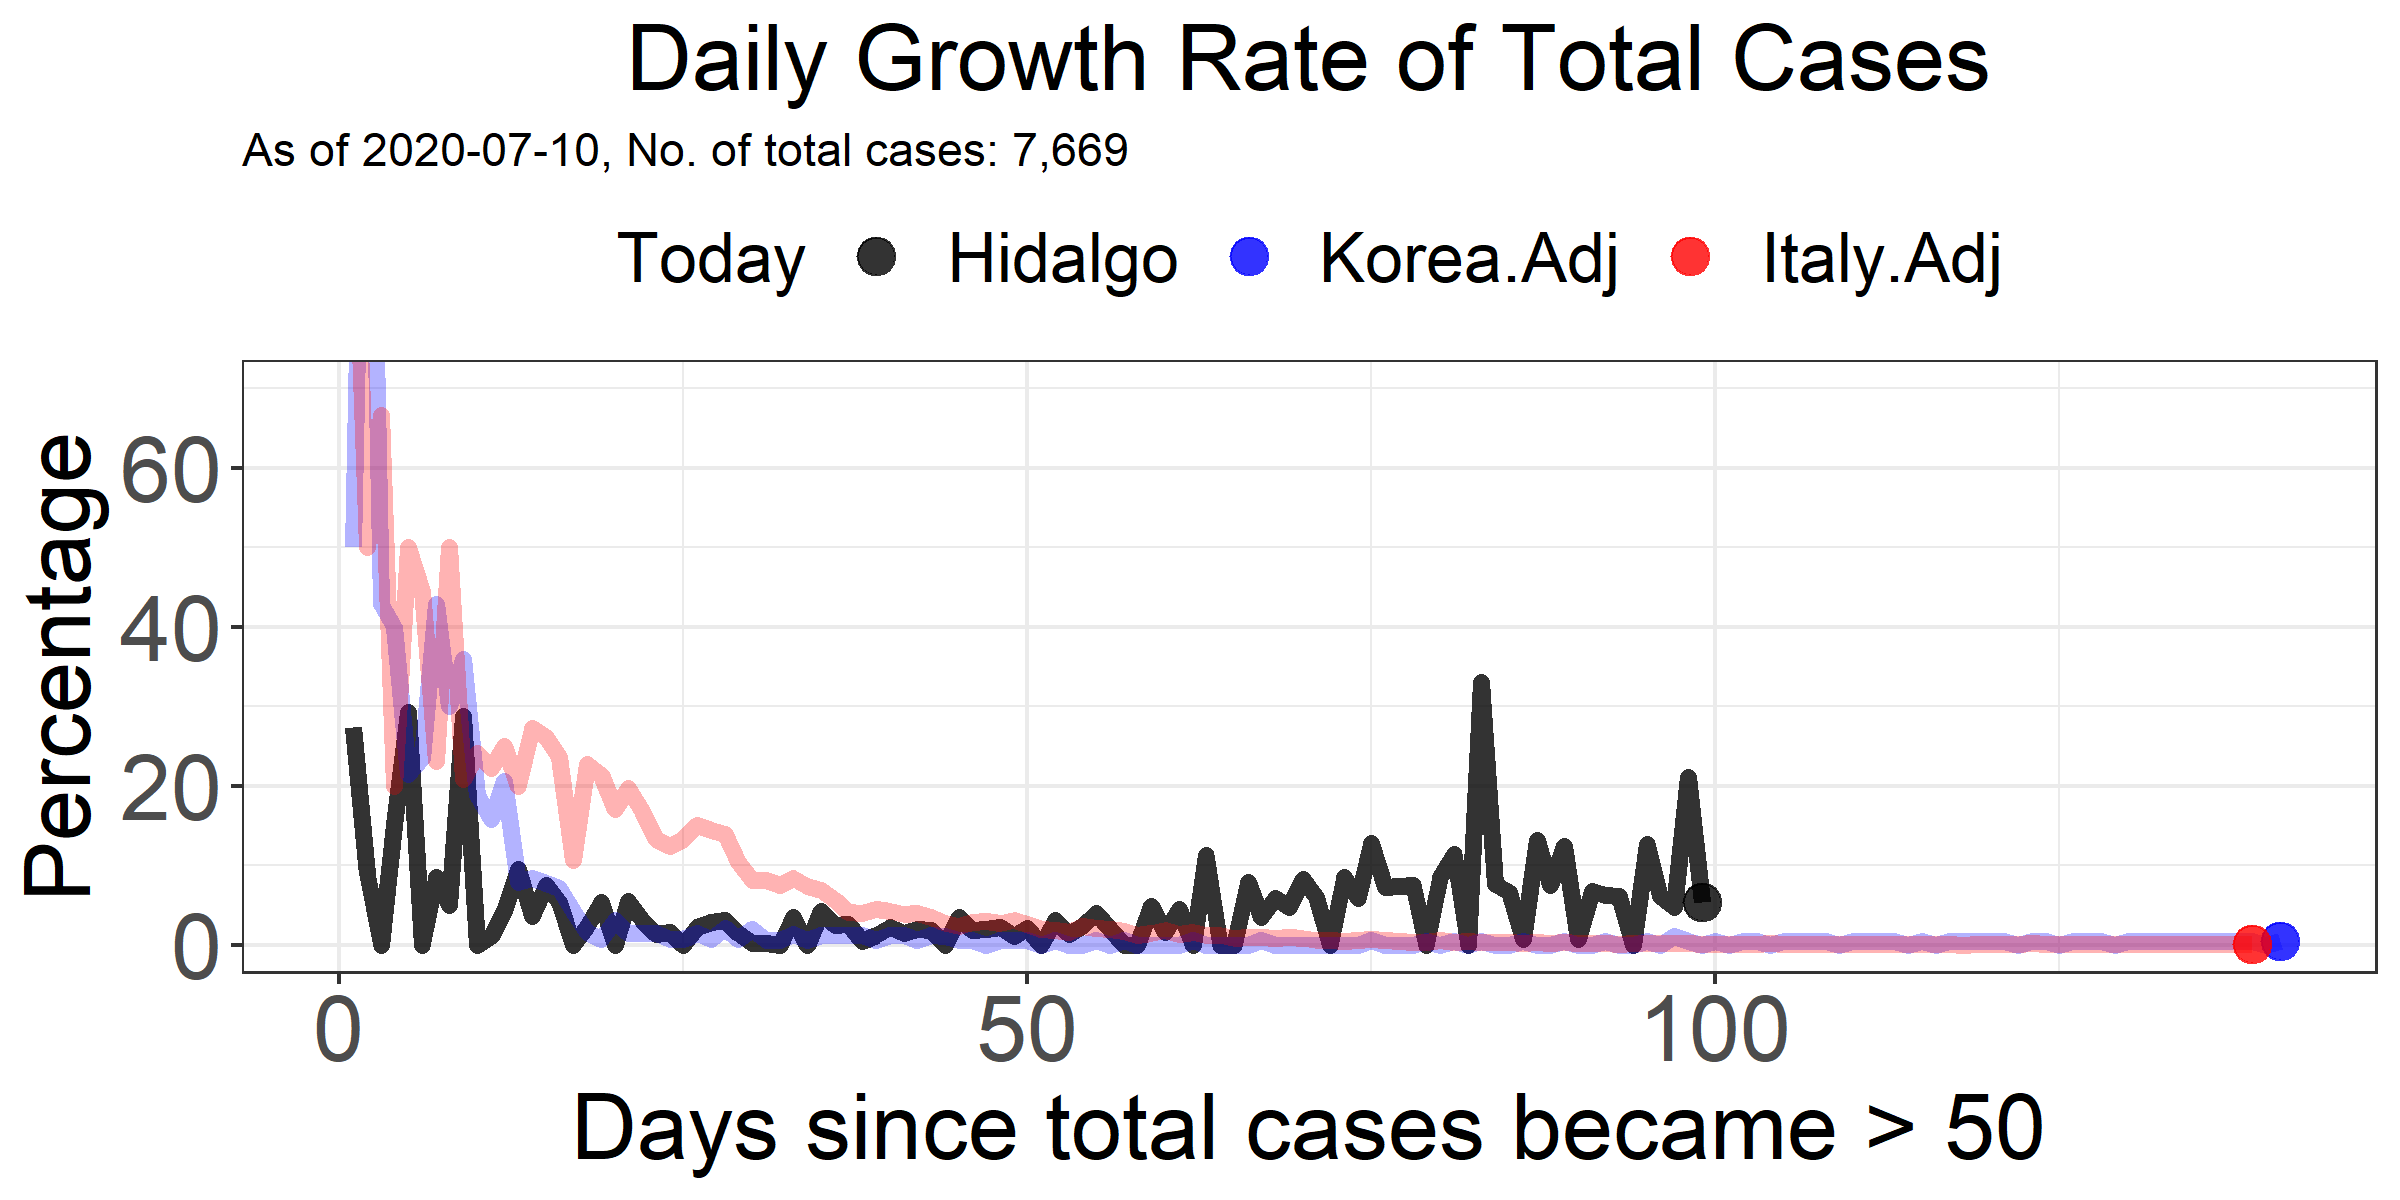 Daily Growth Rate of Total Cases
As of 2020-07-10, No. of total cases: 7,669
Today Hidalgo Korea.Adj Italy.Adj
Percentage
60
40
20
0
0 50 100
Days since total cases became > 50